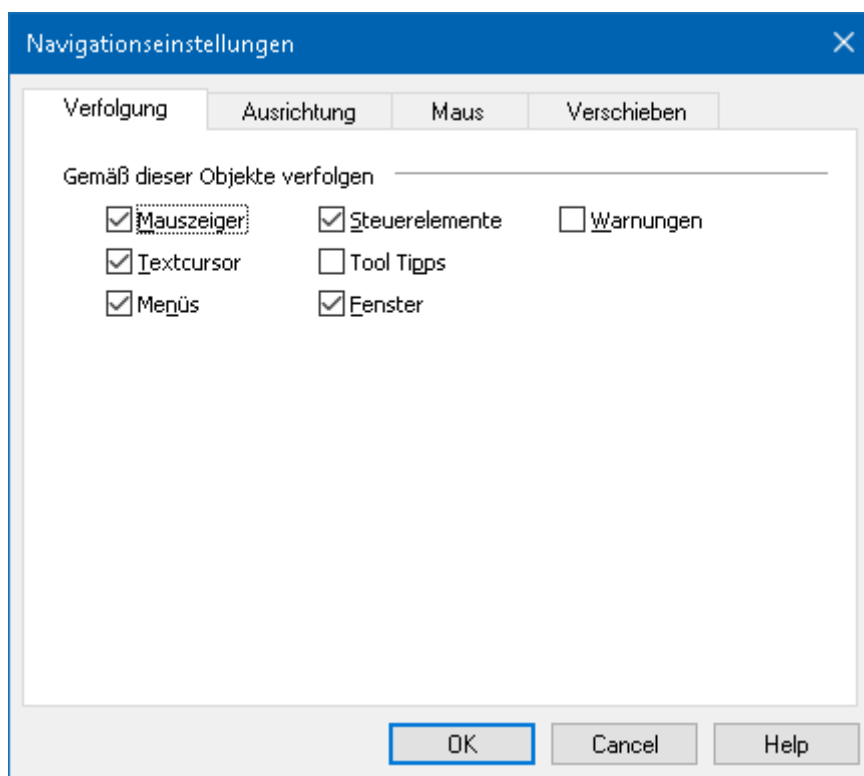 Navigationseinstellungen
Verfolgung Ausrichtung Maus Verschieben
Gemäß dieser Objekte verfolgen
Mauszeiger Steuerelemente Warnungen
Textcursor Tool Tipps
Menüs Fenster
OK Cancel Help